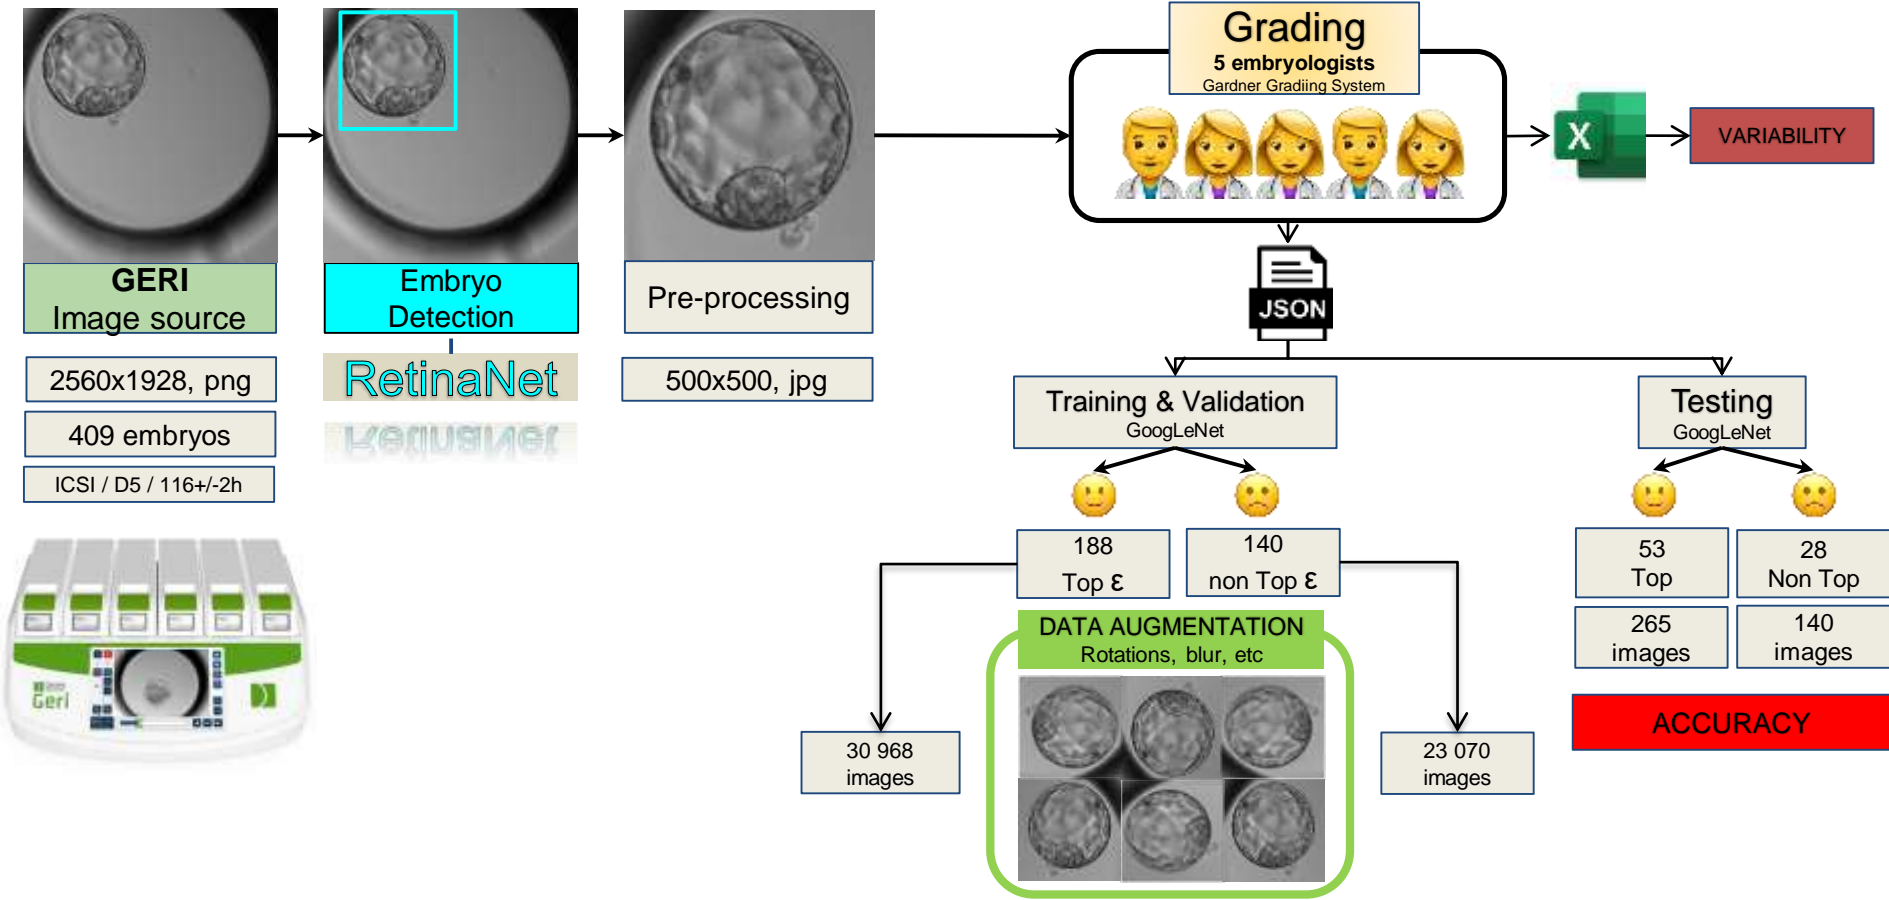 GERI
Image source
2560x1928, png
409 embryos
ICSI / D5 / 116+/-2h
Geri
Embryo
Detection
RetinaNet
RetinaNet
Pre-processing
500x500, jpg
Grading
5 embryologists
Gardner Gradiing System
X
VARIABILITY
JSON
Training & Validation
GoogLeNet
Testing
GoogLeNet
188
Top ε
140
non Top ε
53
Top
28
Non Top
265
images
140
images
DATA AUGMENTATION
Rotations, blur, etc
30 968
images
23 070
images
ACCURACY